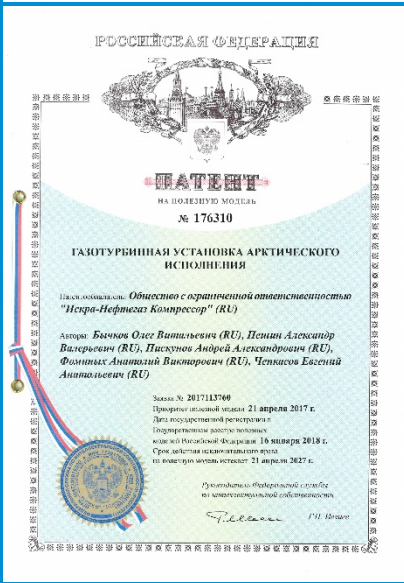 РОССИЙСКАЯ ФЕДЕРАЦИЯ
ПАТЕНТ
НА ПОЛЕЗНУЮ МОДЕЛЬ
№ 176310
ГАЗОТУРБИННАЯ УСТАНОВКА АРКТИЧЕСКОГО
ИСПОЛНЕНИЯ
Патентообладатель: Общество с ограниченной ответственностью
"Искра-Нефтегаз Компрессор" (RU)
Авторы: Бычков Олег Витальевич (RU), Пешин Александр
Валерьевич (RU), Пискунов Андрей Александрович (RU),
Фоминых Анатолий Викторович (RU), Чепкасов Евгений
Анатольевич (RU)
Заявка № 2017113760
Приоритет полезной модели 21 апреля 2017 г.
Дата государственной регистрации в
Государственном реестре полезных
моделей Российской Федерации 16 января 2018 г.
Срок действия исключительного права
на полезную модель истекает 21 апреля 2027 г.
Руководитель Федеральной службы
по интеллектуальной собственности
Г.П. Ивлиев